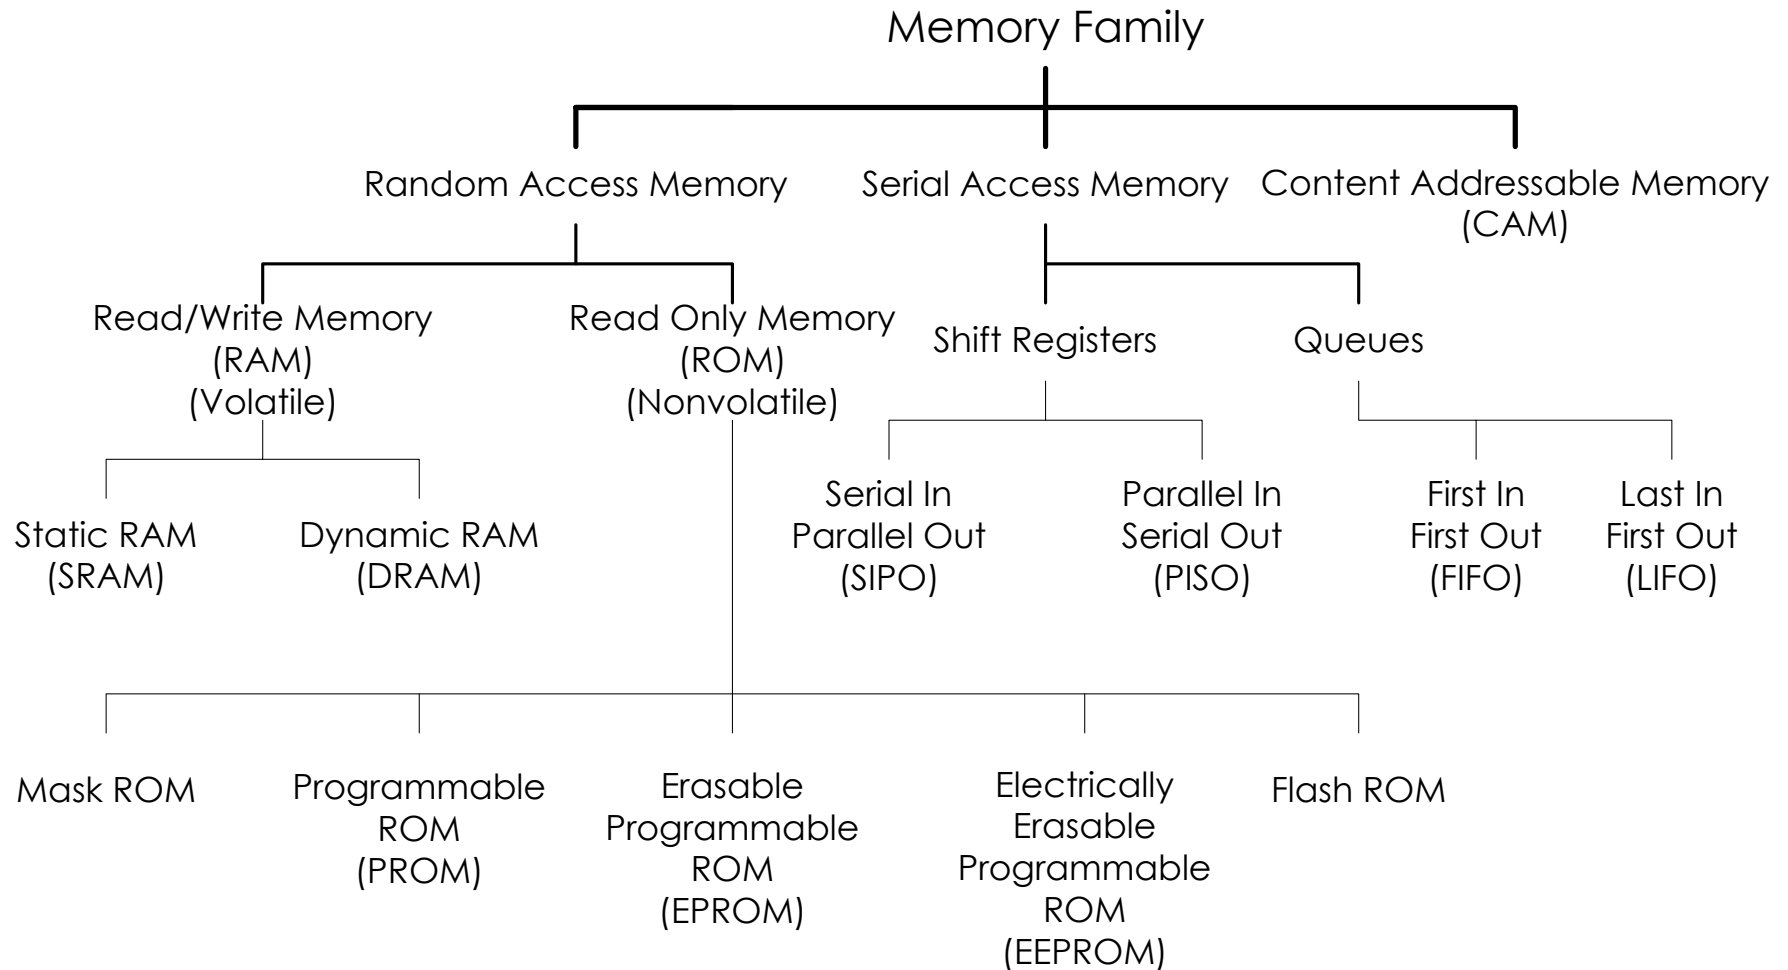 Memory Family
Random Access Memory
Serial Access Memory
Content Addressable Memory
(CAM)
Read/Write Memory
(RAM)
(Volatile)
Read Only Memory
(ROM)
(Nonvolatile)
Shift Registers
Queues
Static RAM
(SRAM)
Dynamic RAM
(DRAM)
Serial In
Parallel Out
(SIPO)
Parallel In
Serial Out
(PISO)
First In
First Out
(FIFO)
Last In
First Out
(LIFO)
Mask ROM
Programmable
ROM
(PROM)
Erasable
Programmable
ROM
(EPROM)
Electrically
Erasable
Programmable
ROM
(EEPROM)
Flash ROM